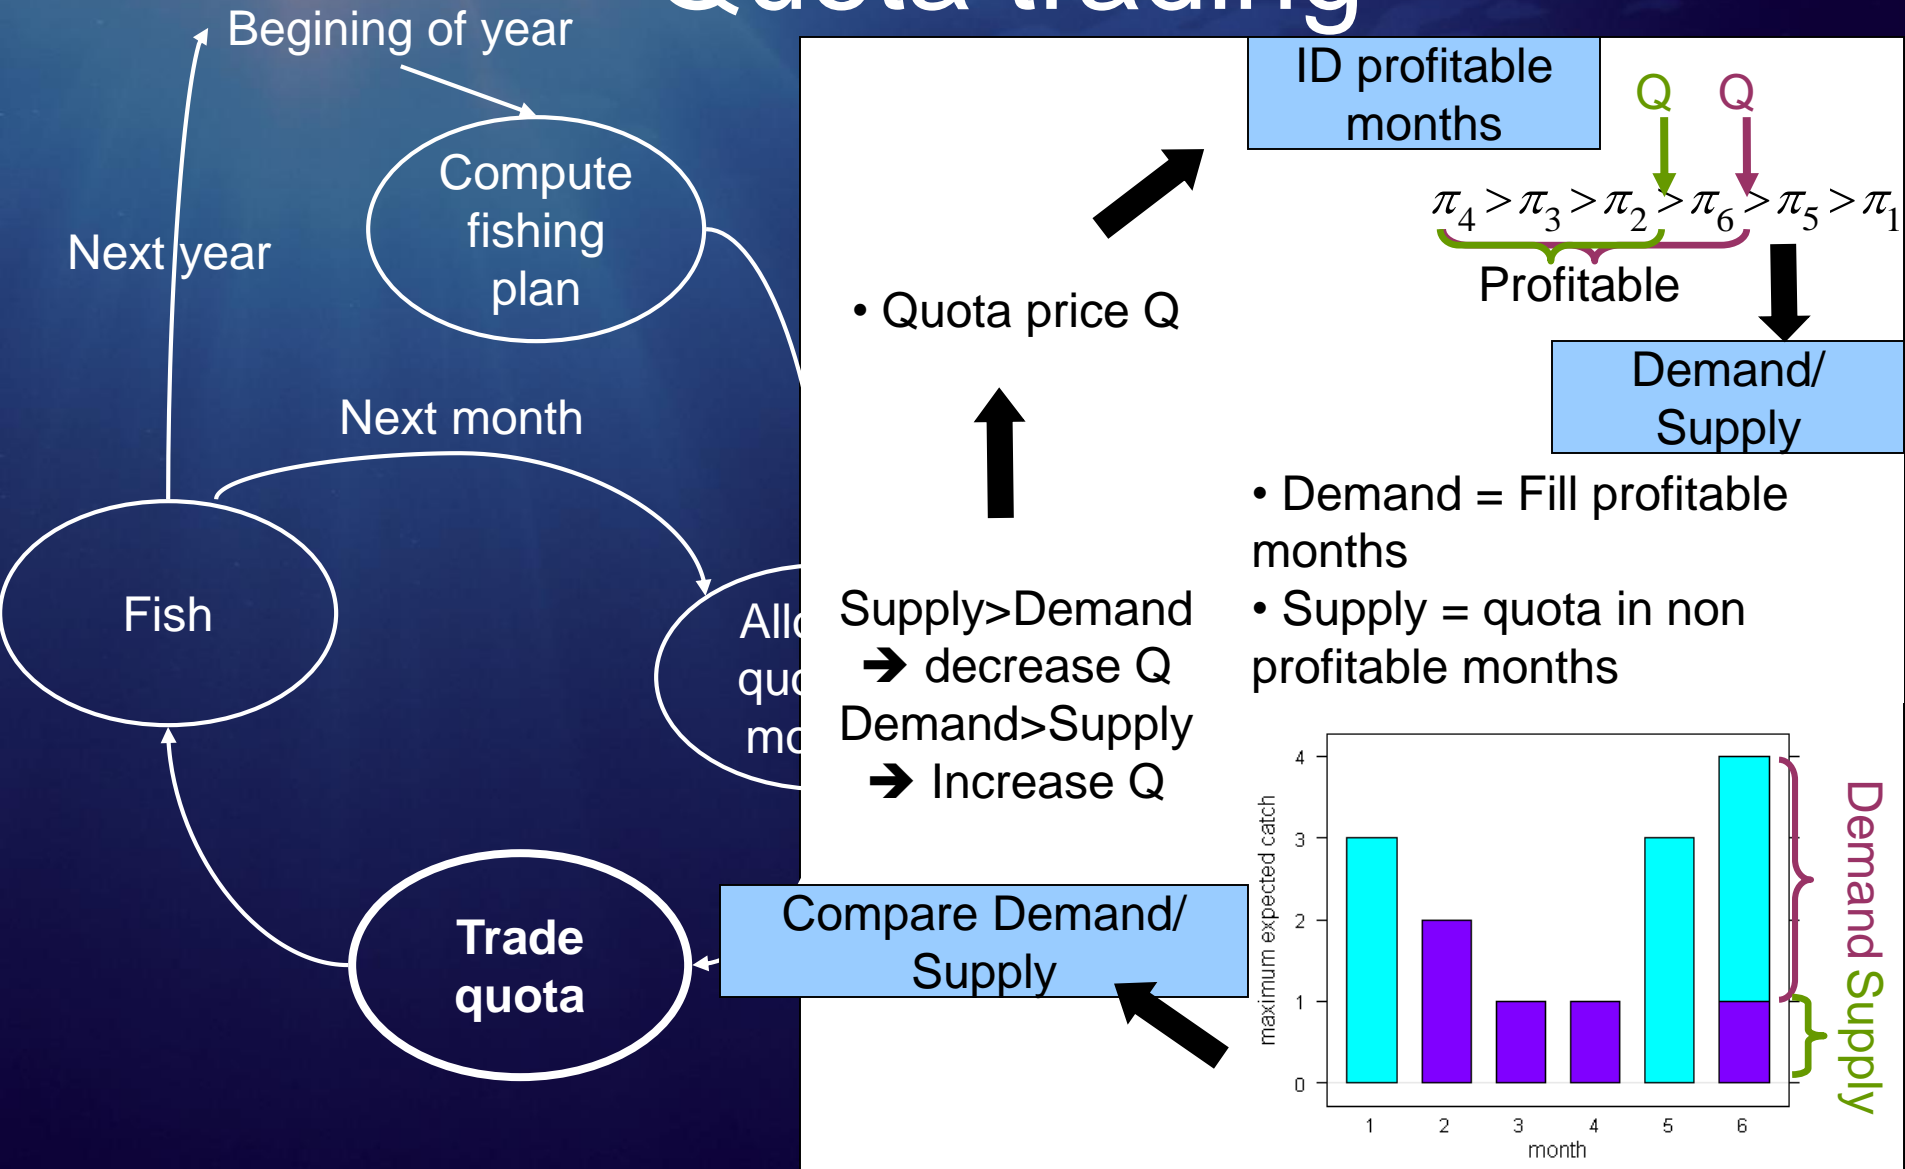 Quota trading
Begining of year
Compute
fishing
plan
Next year
Next month
Fish
Trade
quota
ID profitable
months
Q Q
π4 > π3 > π2 > π6 > π5 > π1
Profitable
• Quota price Q
Demand/
Supply
• Demand = Fill profitable
months
• Supply = quota in non
profitable months
Supply>Demand
➔ decrease Q
Demand>Supply
➔ Increase Q
Compare Demand/
Supply
maximum expected catch
4
3
2
1
0
1 2 3 4 5 6
month
Demand
Supply